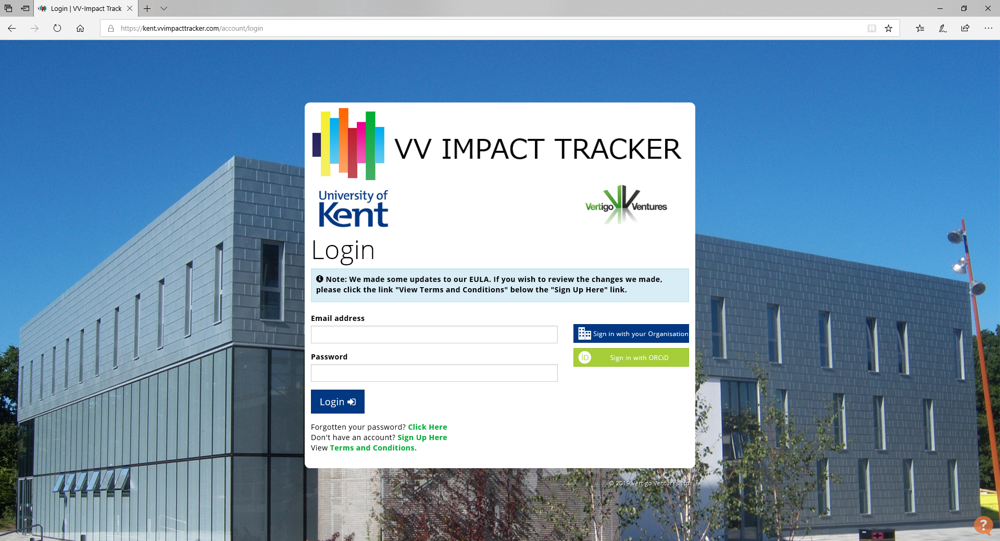 Login | VV-Impact Track
https://kent.vvimpacttracker.com/account/login
VV IMPACT TRACKER
University of
Kent
Vertigo Ventures
Login
Note: We made some updates to our EULA. If you wish to review the changes we made,
please click the link "View Terms and Conditions" below the "Sign Up Here" link.
Email address
Sign in with your Organisation
iD Sign in with ORCiD
Password
Login
Forgotten your password? Click Here
Don't have an account? Sign Up Here
View Terms and Conditions.
© 2019 Vertigo Ventures Ltd.
?